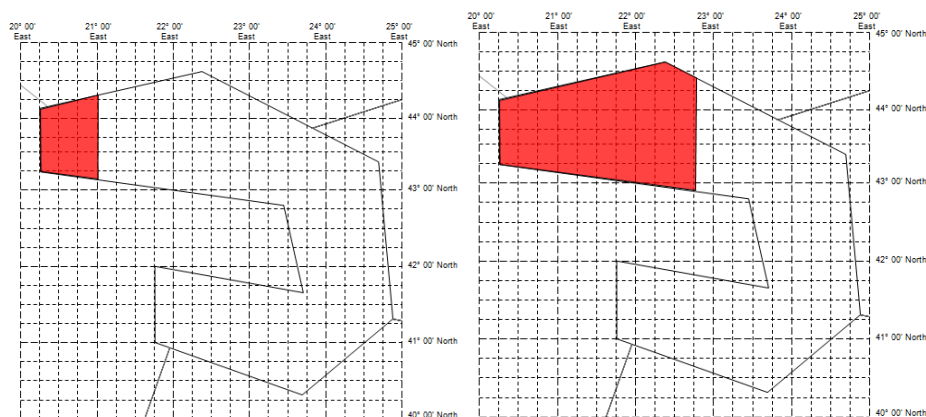 20° 00' 21° 00' 22° 00' 23° 00' 24° 00' 25° 00'
East East East East East East
45° 00' North
44° 00' North
43° 00' North
42° 00' North
41° 00' North
40° 00' North
20° 00' 21° 00' 22° 00' 23° 00' 24° 00' 25° 00'
East East East East East East
45° 00' North
44° 00' North
43° 00' North
42° 00' North
41° 00' North
40° 00' North